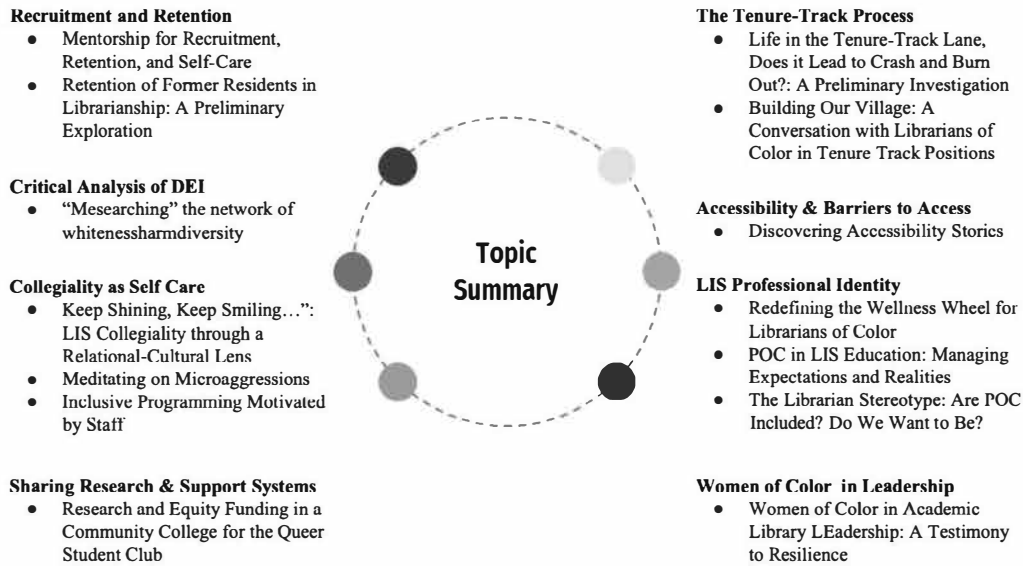 Recruitment and Retention
● Mentorship for Recruitment,
Retention, and Self-Care
● Retention of Former Residents in
Librarianship: A Preliminary
Exploration
Critical Analysis of DEI
● “Mesearching” the network of
whitenessharmdiversity
Collegiality as Self Care
● Keep Shining, Keep Smiling…”:
LIS Collegiality through a
Relational-Cultural Lens
● Meditating on Microaggressions
● Inclusive Programming Motivated
by Staff
Sharing Research & Support Systems
● Research and Equity Funding in a
Community College for the Queer
Student Club
Topic
Summary
The Tenure-Track Process
● Life in the Tenure-Track Lane,
Does it Lead to Crash and Burn
Out?: A Preliminary Investigation
● Building Our Village: A
Conversation with Librarians of
Color in Tenure Track Positions
Accessibility & Barriers to Access
● Discovering Accessibility Stories
LIS Professional Identity
● Redefining the Wellness Wheel for
Librarians of Color
● POC in LIS Education: Managing
Expectations and Realities
● The Librarian Stereotype: Are POC
Included? Do We Want to Be?
Women of Color in Leadership
● Women of Color in Academic
Library LEadership: A Testimony
to Resilience